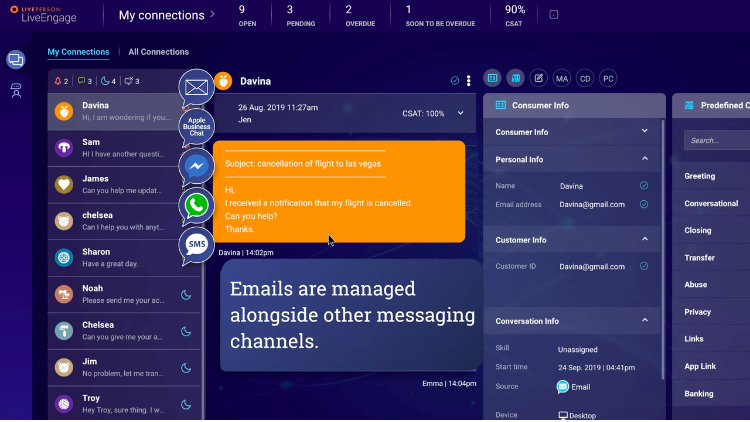 LIVEPERSON
LiveEngage
My connections
9
OPEN
3
PENDING
2
OVERDUE
1
SOON TO BE OVERDUE
90%
CSAT
My Connections
All Connections
2
3
4
3
Davina
Hi, I am wondering if you...
Sam
HI I have another questi...
James
Can you help me updat...
chelsea
Can I help you with anyt...
Sharon
Have a great day.
Noah
Please send me your ac...
Chelsea
Can you give me your a...
Jim
No problem, let me tran...
Troy
Hey Troy, sure thing. I w...
Apple
Business
Chat
SMS
Davina
26 Aug. 2019 11:27am
Jen
CSAT: 100%
Subject: cancellation of flight to las vegas
Hi,
I received a notification that my flight is cancelled.
Can you help?
Thanks.
Davina | 14:02pm
Emails are managed
alongside other messaging
channels.
Emma | 14:04pm
MA
CD
PC
Consumer Info
Consumer Info
Personal Info
Name
Davina
Email address
Davina@gmail.com
Customer Info
Customer ID
Davina@gmail.com
Conversation Info
Skill
Unassigned
Start time
24 Sep. 2019 | 04:41pm
Source
Email
Device
Desktop
Predefined C
Search...
Greeting
Conversational
Closing
Transfer
Abuse
Privacy
Links
App Link
Banking